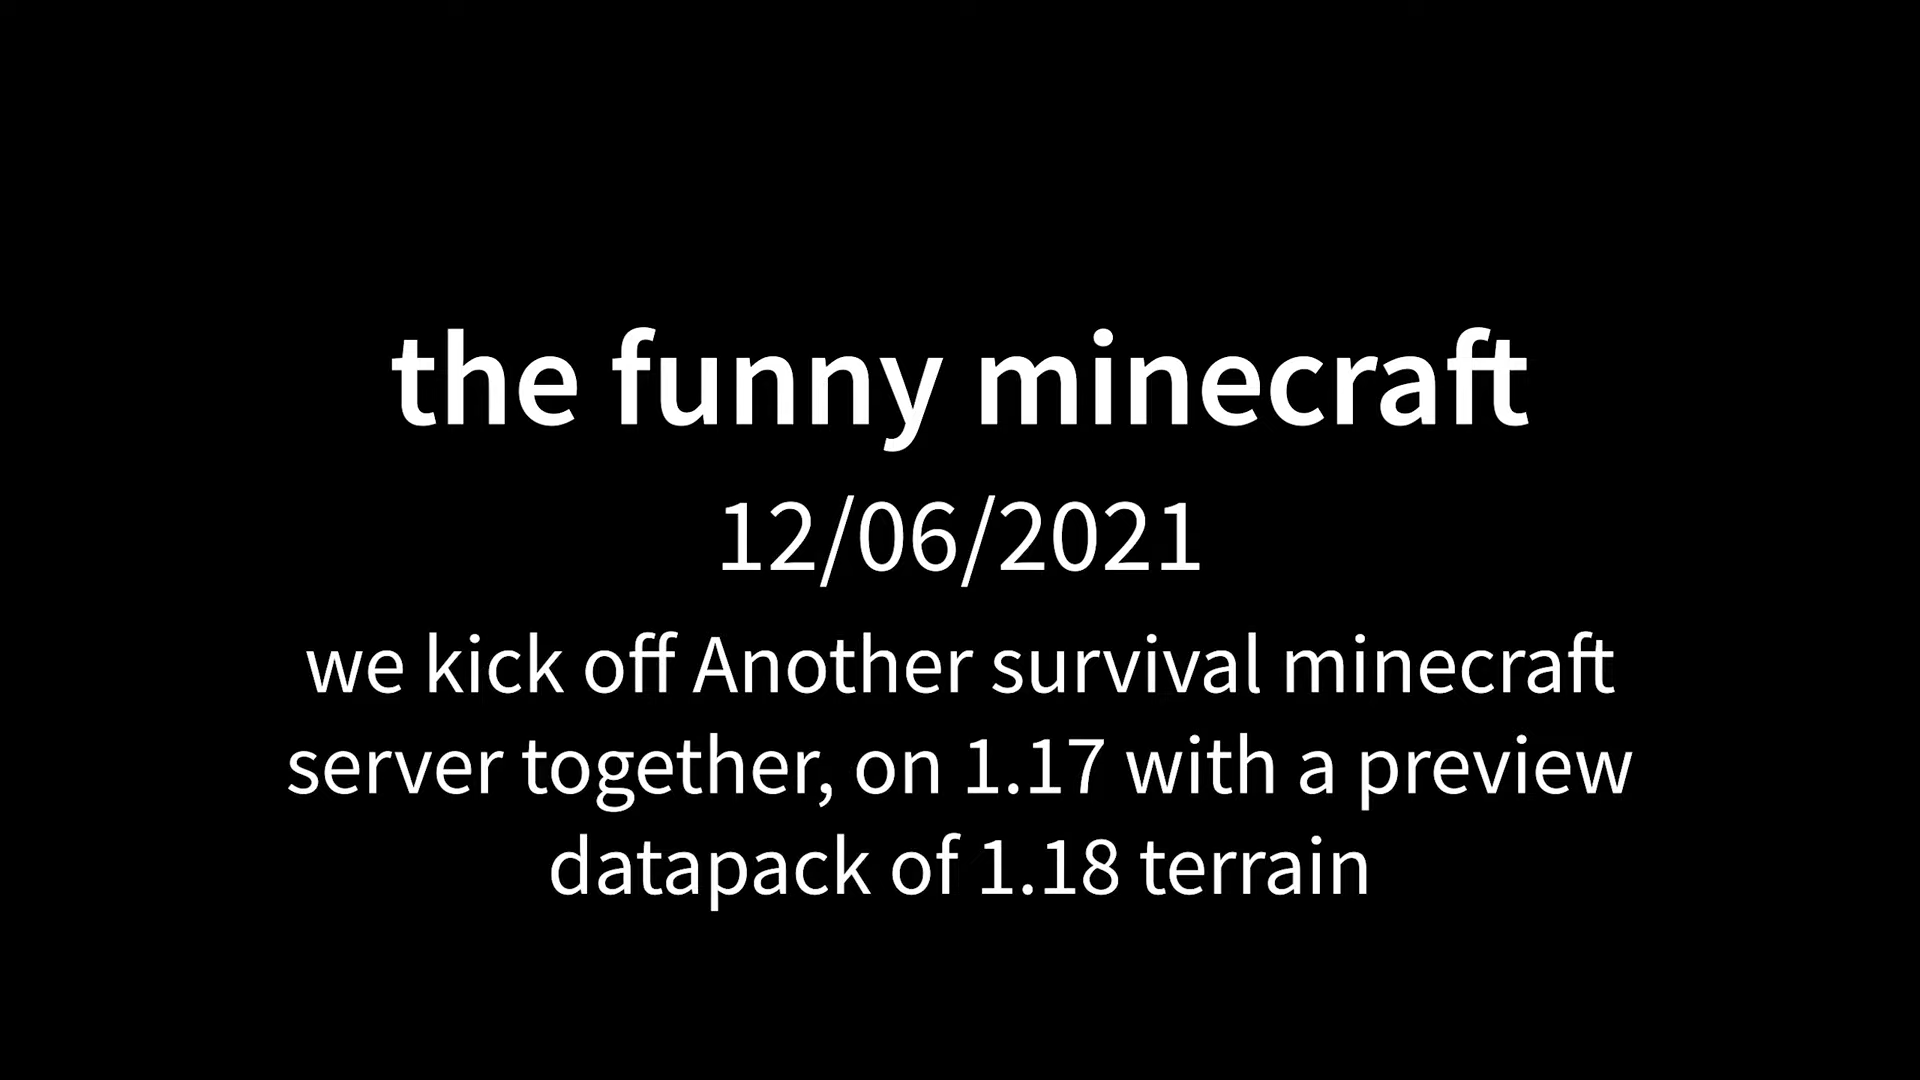 the funny minecraft
12/06/2021
we kick off Another survival minecraft
server together, on 1.17 with a preview
datapack of 1.18 terrain